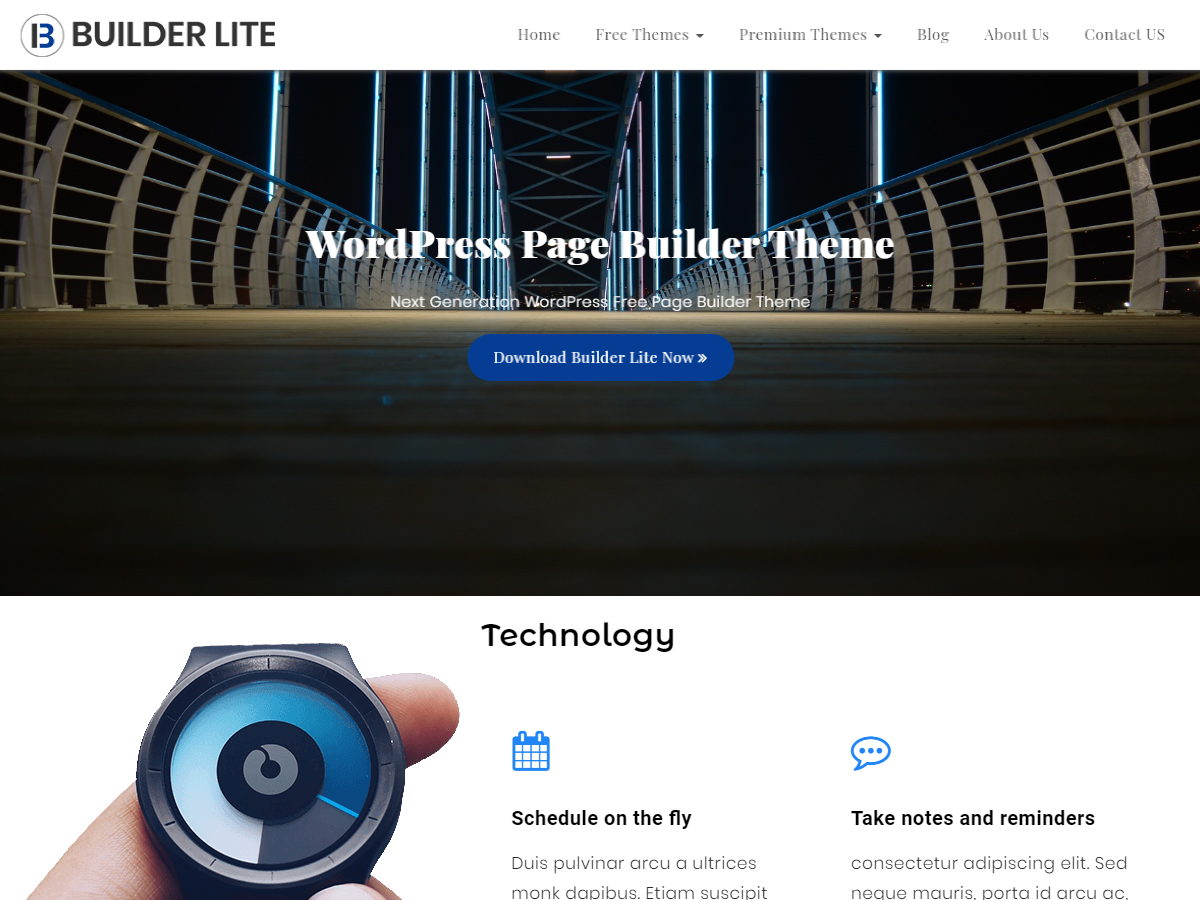 BUILDER LITE
Home Free Themes Premium Themes Blog About Us Contact US
WordPress Page Builder Theme
Next Generation WordPress Free Page Builder Theme
Download Builder Lite Now »
Technology
Schedule on the fly
Duis pulvinar arcu a ultrices
monk dapibus. Etiam suscipit
Take notes and reminders
consectetur adipiscing elit. Sed
neque mauris, porta id arcu ac,